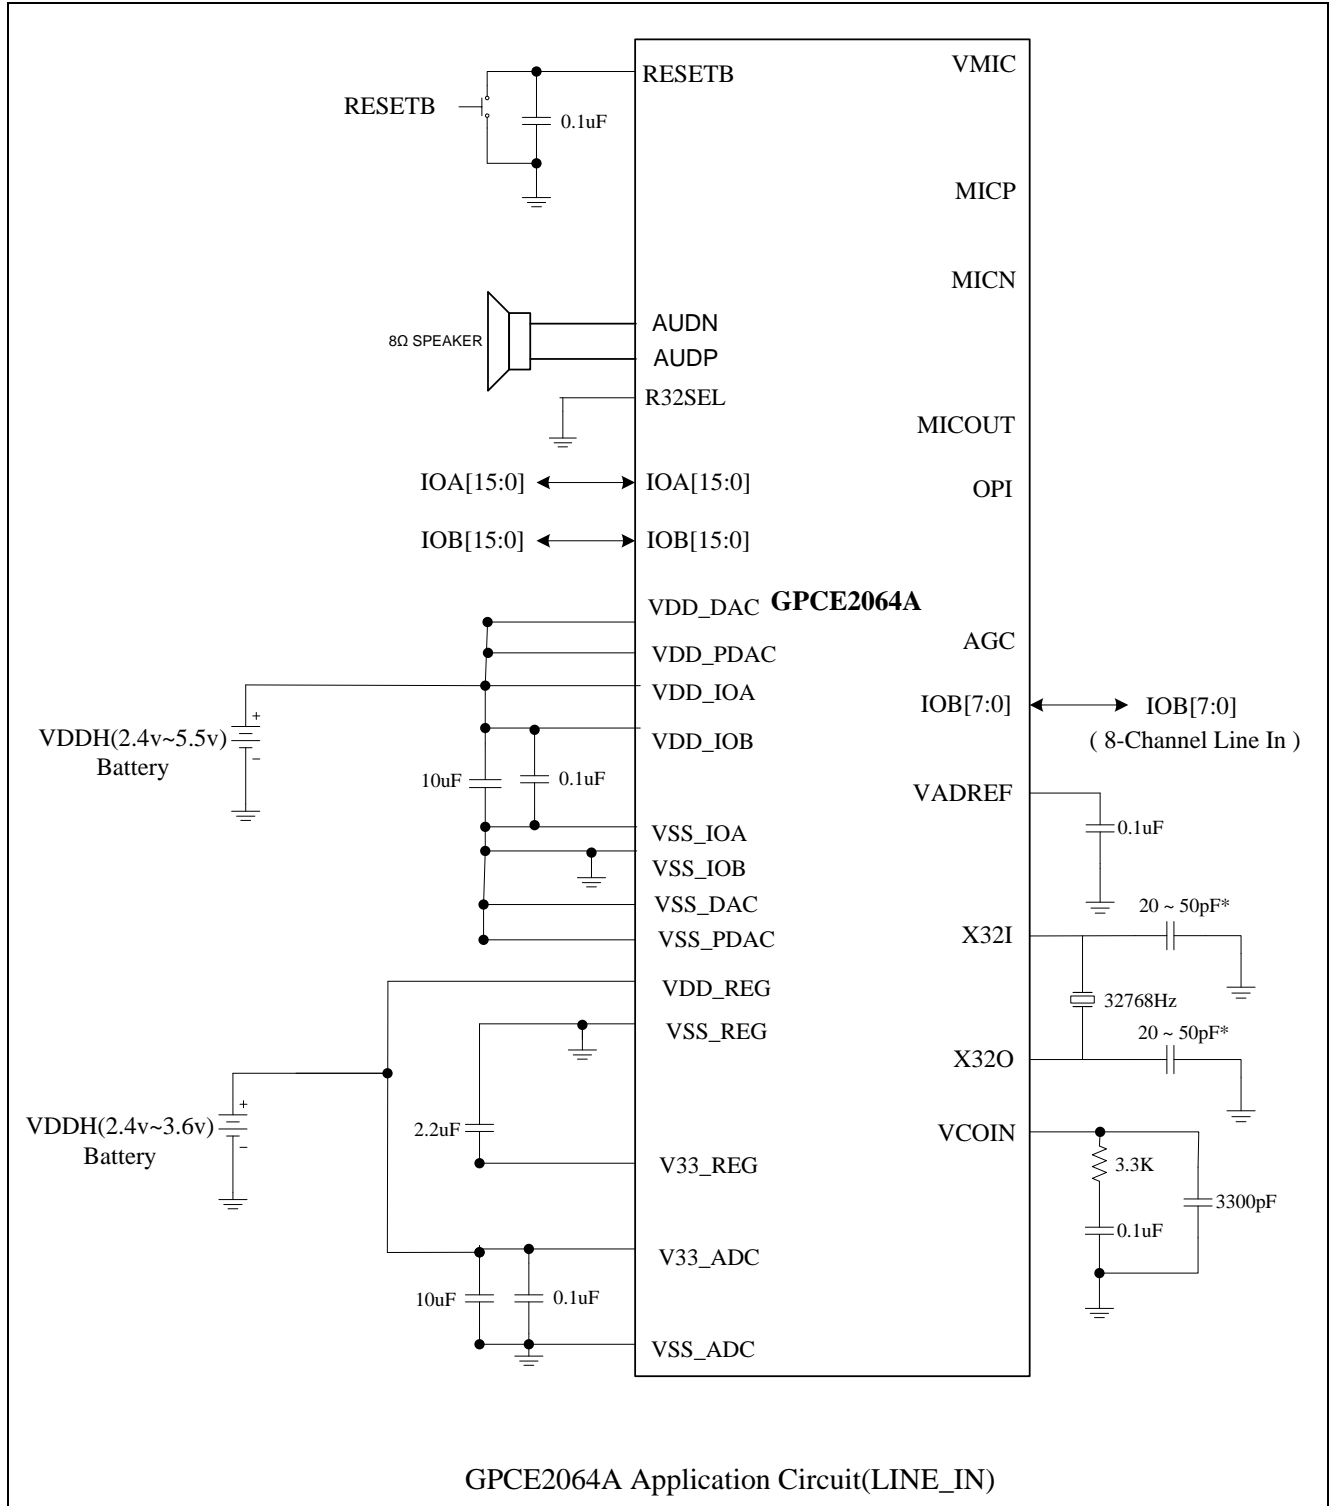 RESETB
0.1uF
RESETB
VMIC
MICP
MICN
8Ω SPEAKER
AUDN
AUDP
R32SEL
MICOUT
IOA[15:0]
IOA[15:0]
OPI
IOB[15:0]
IOB[15:0]
VDD_DAC
GPCE2064A
VDD_PDAC
AGC
VDD_IOA
IOB[7:0]
IOB[7:0]
( 8-Channel Line In )
VDDH(2.4v~5.5v)
Battery
+
−
VDD_IOB
10uF
0.1uF
VADREF
0.1uF
VSS_IOA
VSS_IOB
VSS_DAC
VSS_PDAC
X32I
20 ~ 50pF*
VDD_REG
32768Hz
VSS_REG
20 ~ 50pF*
X32O
VDDH(2.4v~3.6v)
Battery
+
−
2.2uF
VCOIN
V33_REG
3.3K
3300pF
0.1uF
V33_ADC
10uF
0.1uF
VSS_ADC
GPCE2064A Application Circuit(LINE_IN)